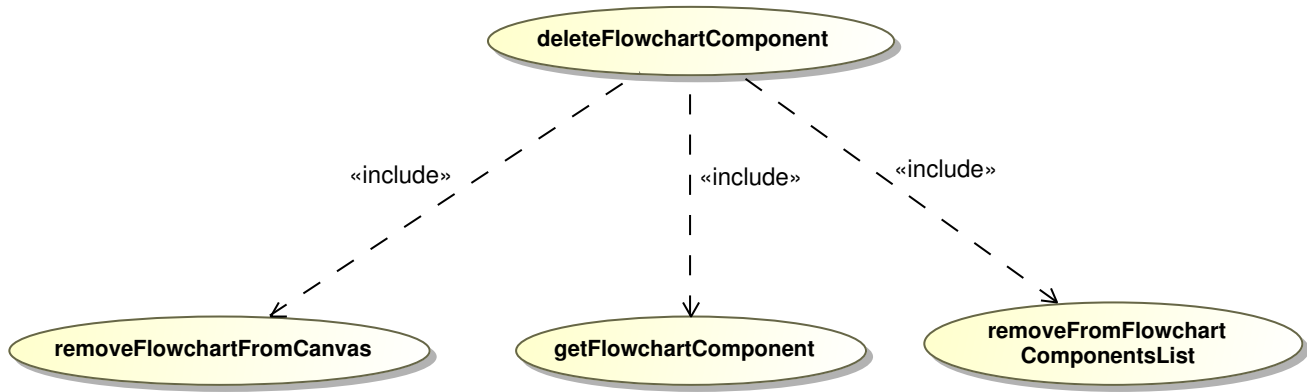 deleteFlowchartComponent
«include»
«include»
«include»
removeFlowchartFromCanvas
getFlowchartComponent
removeFromFlowchart
ComponentsList